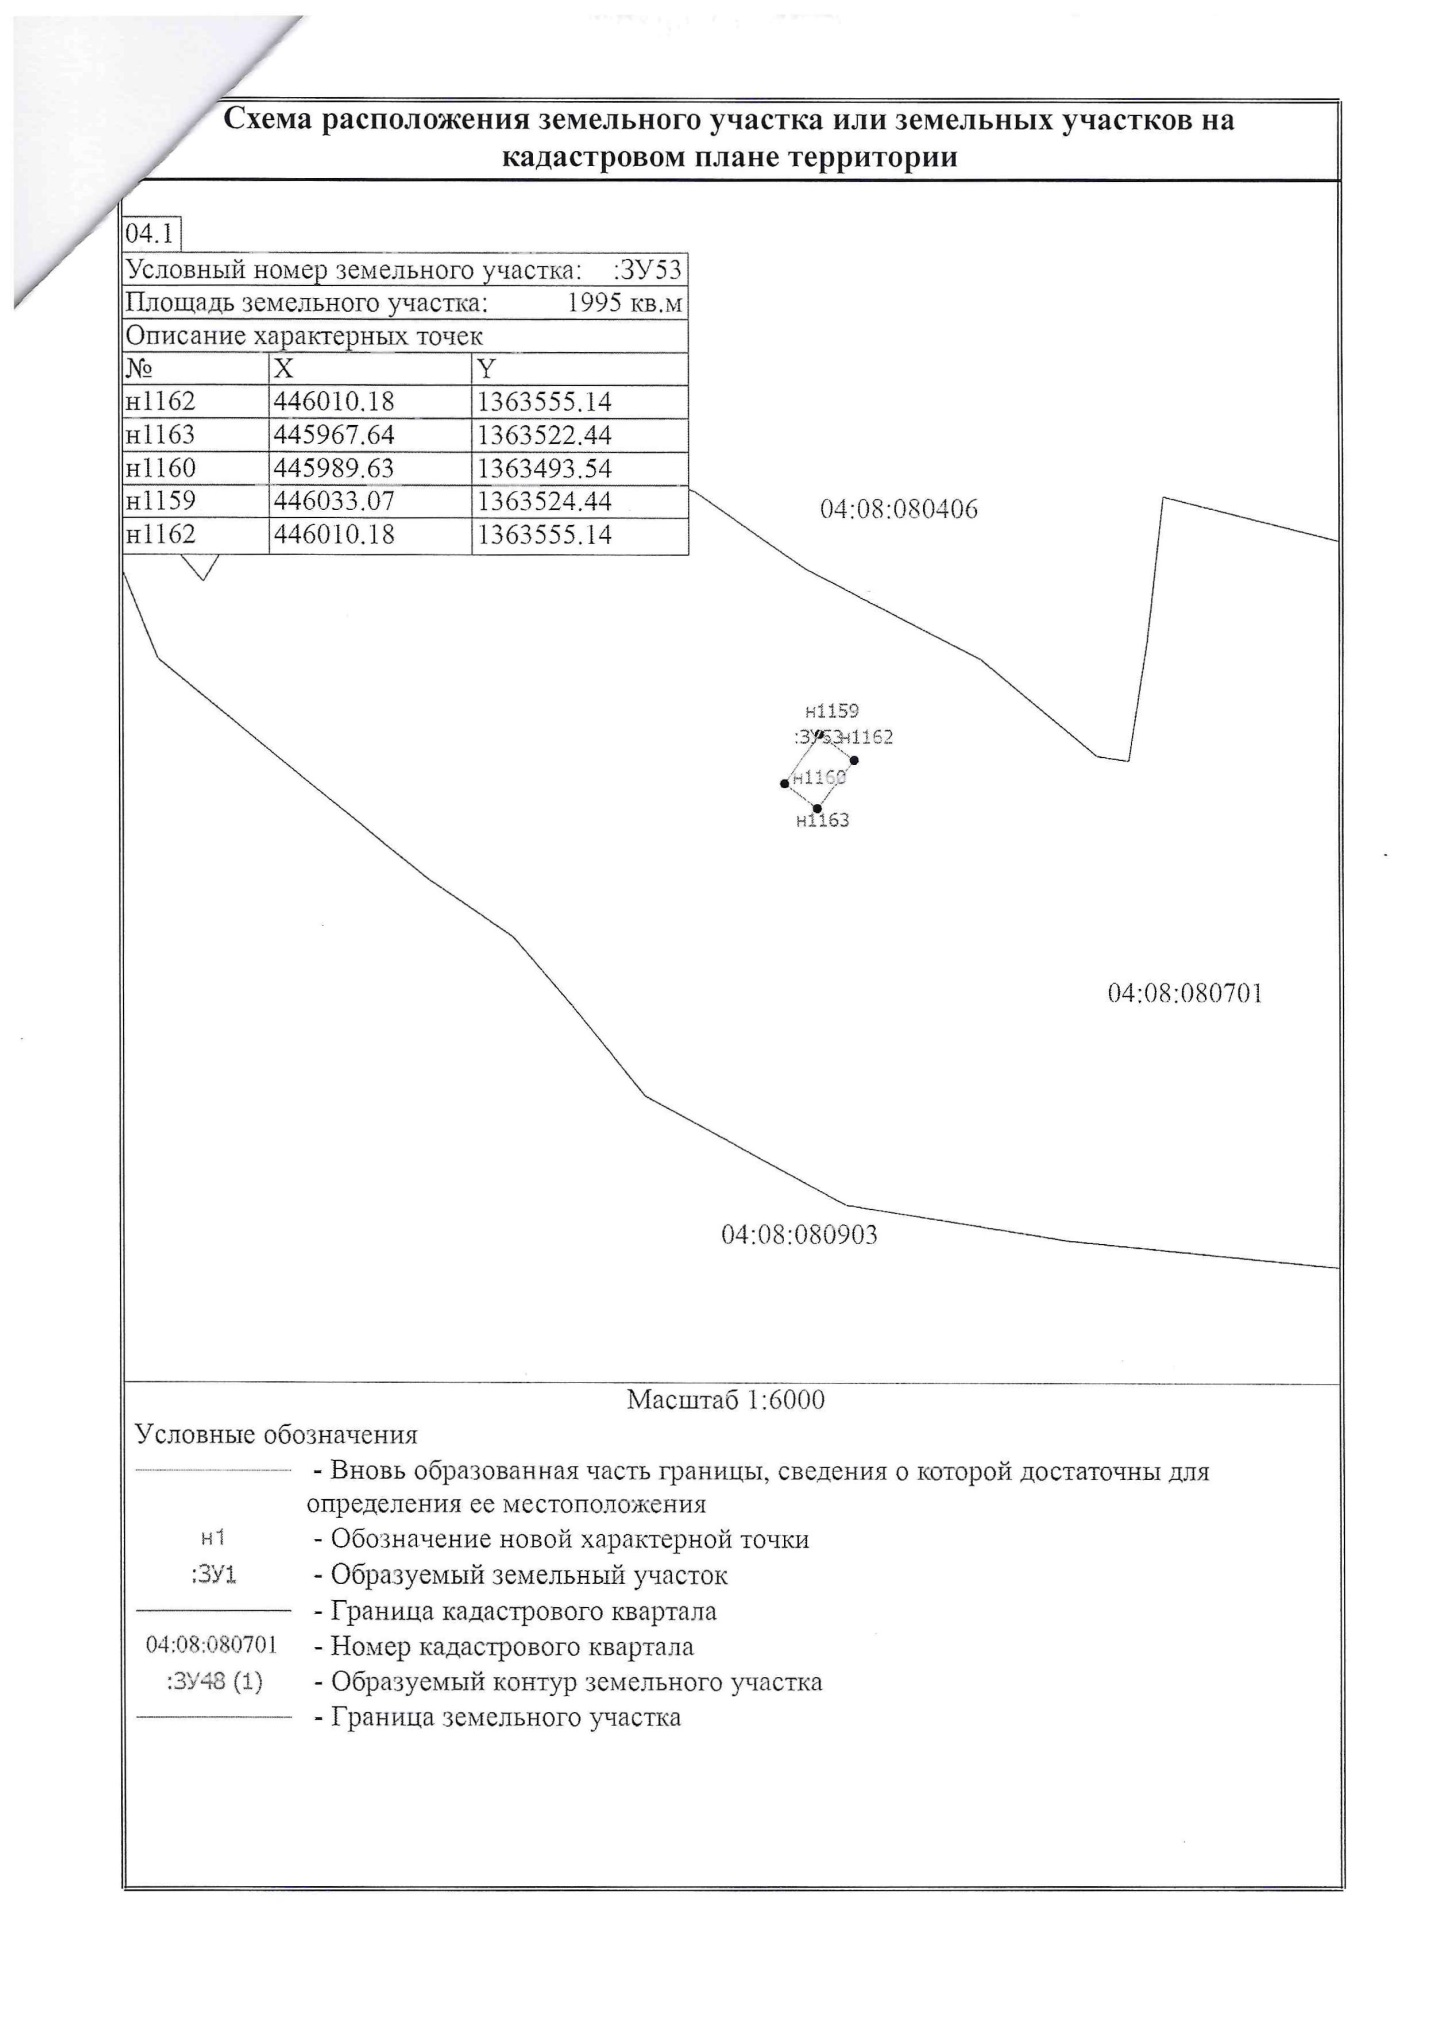 Схема расположения земельного участка или земельных участков на
кадастровом плане территории
04.1
Условный номер земельного участка: :ЗУ53
Площадь земельного участка: 1995 кв.м
Описание характерных точек
№ X Y
н1162 446010.18 1363555.14
н1163 445967.64 1363522.44
н1160 445989.63 1363493.54
н1159 446033.07 1363524.44
н1162 446010.18 1363555.14
04:08:080406
н1159
:ЗУ53 н1162
н1160
н1163
04:08:080701
04:08:080903
Масштаб 1:6000
Условные обозначения
- Вновь образованная часть границы, сведения о которой достаточны для
определения ее местоположения
н1 - Обозначение новой характерной точки
:ЗУ1 - Образуемый земельный участок
- Граница кадастрового квартала
04:08:080701 - Номер кадастрового квартала
:ЗУ48 (1) - Образуемый контур земельного участка
- Граница земельного участка